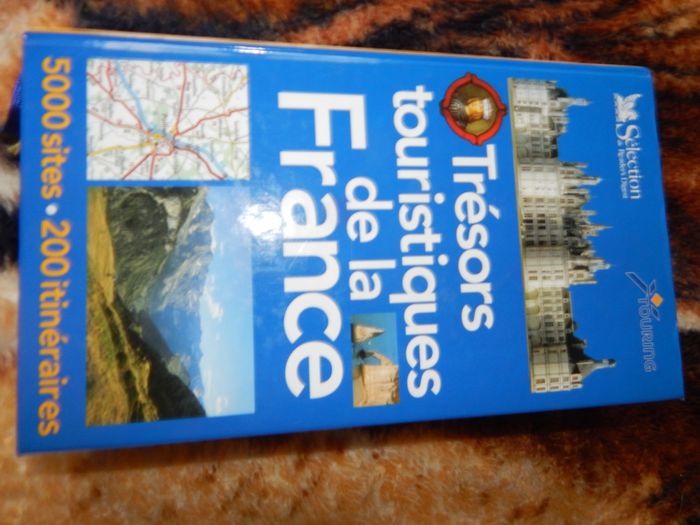 Sélection
du Reader's Digest
TOURING
Trésors
touristiques
de la
France
5000 sites • 200 itinéraires